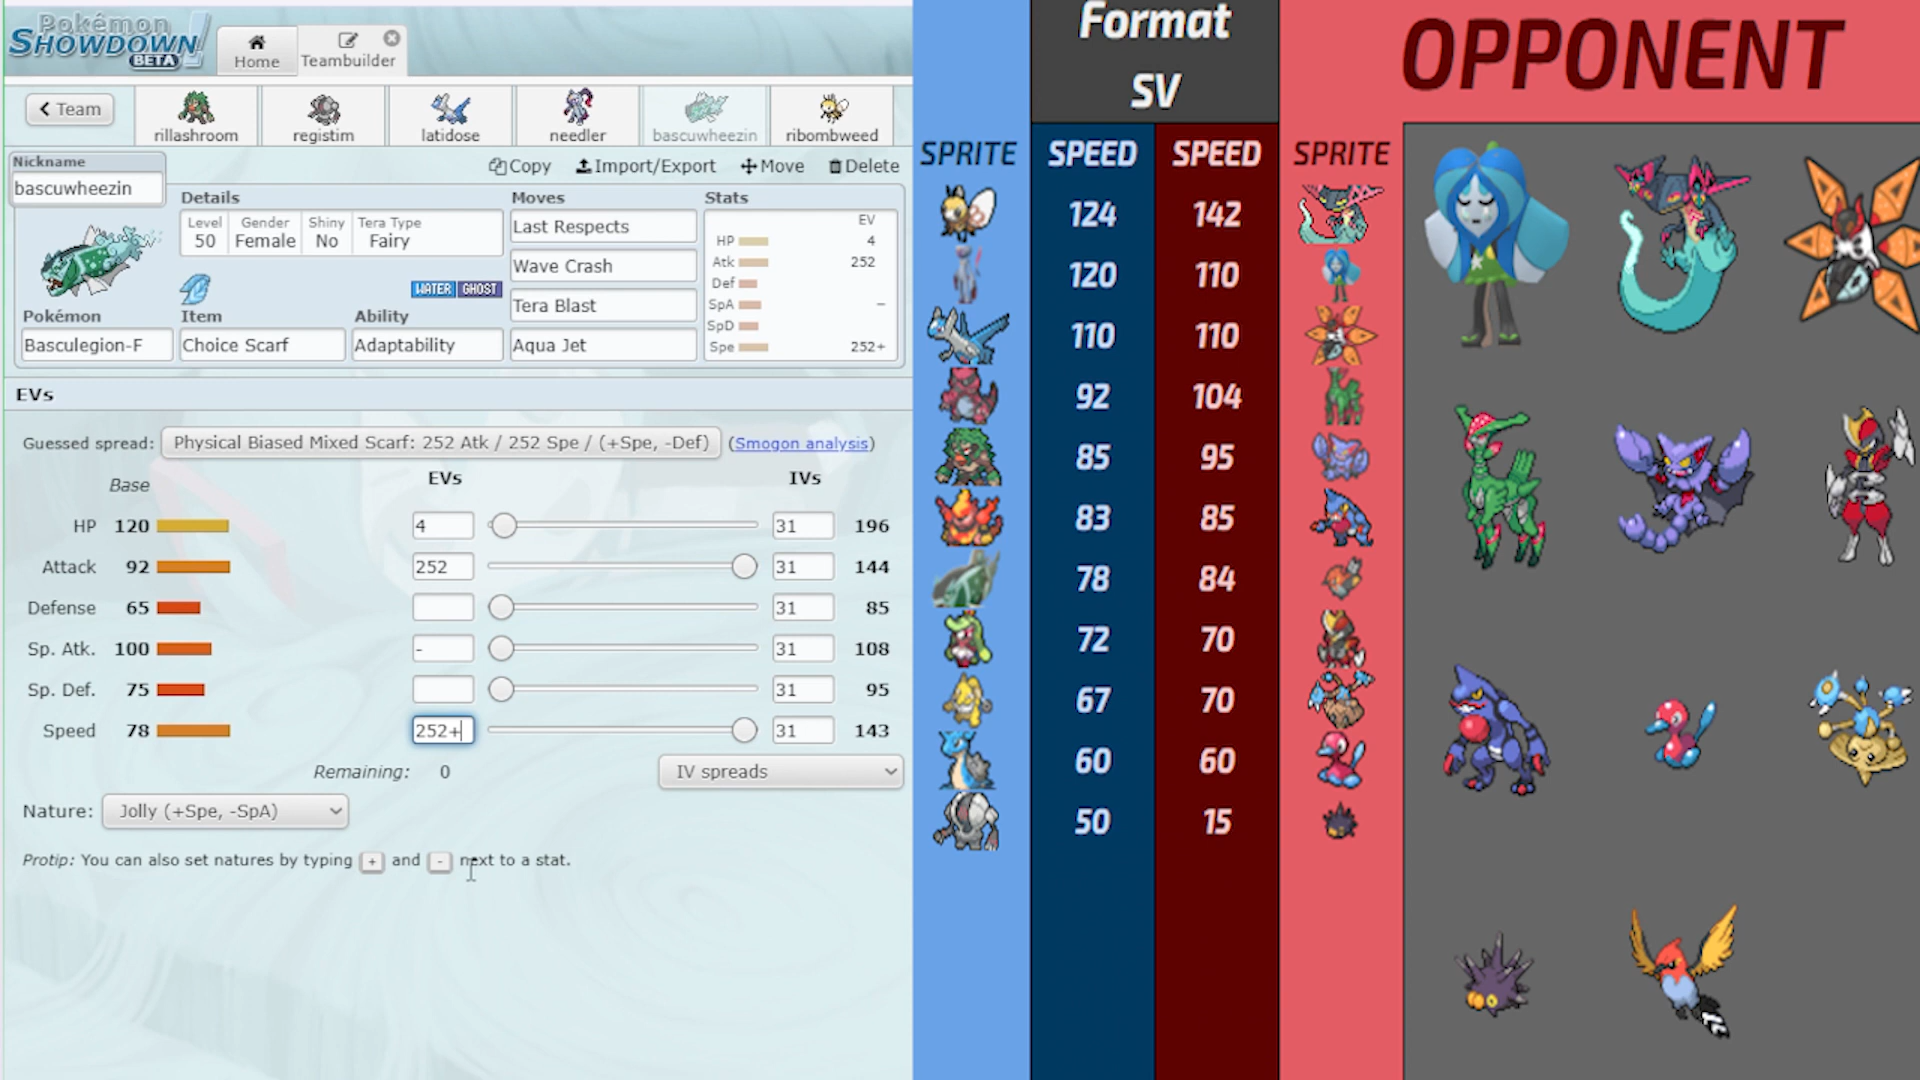 Pokémon
SHOWDOWN!
BETA
Home
Teambuilder
Team
rillashroom
registim
latidose
needler
bascuwheezin
ribombweed
Nickname
bascuwheezin
Copy
Import/Export
Move
Delete
Details
Moves
Stats
Level
50
Gender
Female
Shiny
No
Tera Type
Fairy
WATER GHOST
Pokémon
Basculegion-F
Item
Choice Scarf
Ability
Adaptability
Last Respects
Wave Crash
Tera Blast
Aqua Jet
EV
HP 4
Atk 252
Def
SpA –
SpD
Spe 252+
EVs
Guessed spread: Physical Biased Mixed Scarf: 252 Atk / 252 Spe / (+Spe, -Def) (Smogon analysis)
Base EVs IVs
HP 120 4 31 196
Attack 92 252 31 144
Defense 65 31 85
Sp. Atk. 100 - 31 108
Sp. Def. 75 31 95
Speed 78 252+ 31 143
Remaining: 0
IV spreads
Nature: Jolly (+Spe, -SpA)
Protip: You can also set natures by typing + and - next to a stat.
Format
SV
SPRITE SPEED SPEED SPRITE
124 142
120 110
110 110
92 104
85 95
83 85
78 84
72 70
67 70
60 60
50 15
OPPONENT